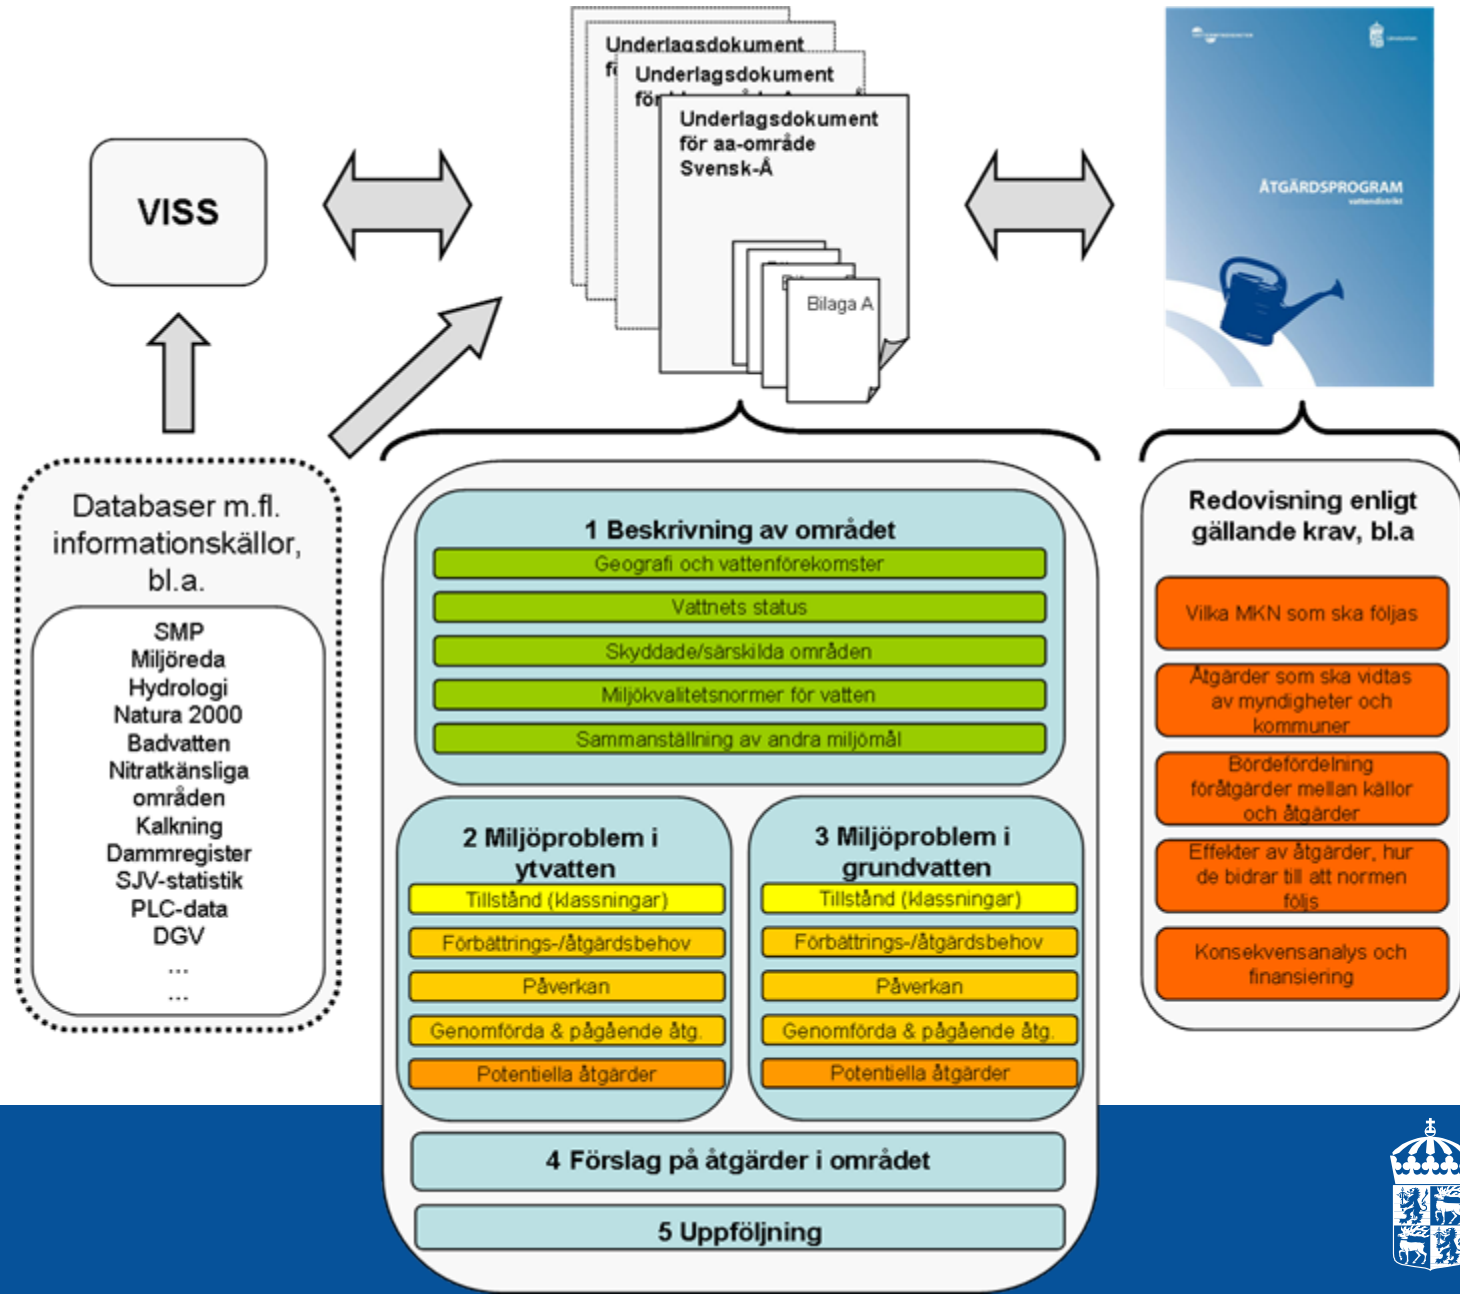 Underlagsdokument
Underlagsdokument
Underlagsdokument
för aa-område
Svensk-Å
Bilaga A
VISS
ÅTGÄRDSPROGRAM
vattendistrikt
Databaser m.fl.
informationskällor,
bl.a.
SMP
Miljöreda
Hydrologi
Natura 2000
Badvatten
Nitratkänsliga
områden
Kalkning
Dammregister
SJV-statistik
PLC-data
DGV
...
...
1 Beskrivning av området
Geografi och vattenförekomster
Vattnets status
Skyddade/särskilda områden
Miljökvalitetsnormer för vatten
Sammanställning av andra miljömål
2 Miljöproblem i
ytvatten
Tillstånd (klassningar)
Förbättrings-/åtgärdsbehov
Påverkan
Genomförda & pågående åtg.
Potentiella åtgärder
3 Miljöproblem i
grundvatten
Tillstånd (klassningar)
Förbättrings-/åtgärdsbehov
Påverkan
Genomförda & pågående åtg.
Potentiella åtgärder
4 Förslag på åtgärder i området
5 Uppföljning
Redovisning enligt
gällande krav, bl.a
Vilka MKN som ska följas
Åtgärder som ska vidtas
av myndigheter och
kommuner
Bördefördelning
föråtgärder mellan källor
och åtgärder
Effekter av åtgärder, hur
de bidrar till att normen
följs
Konsekvensanalys och
finansiering